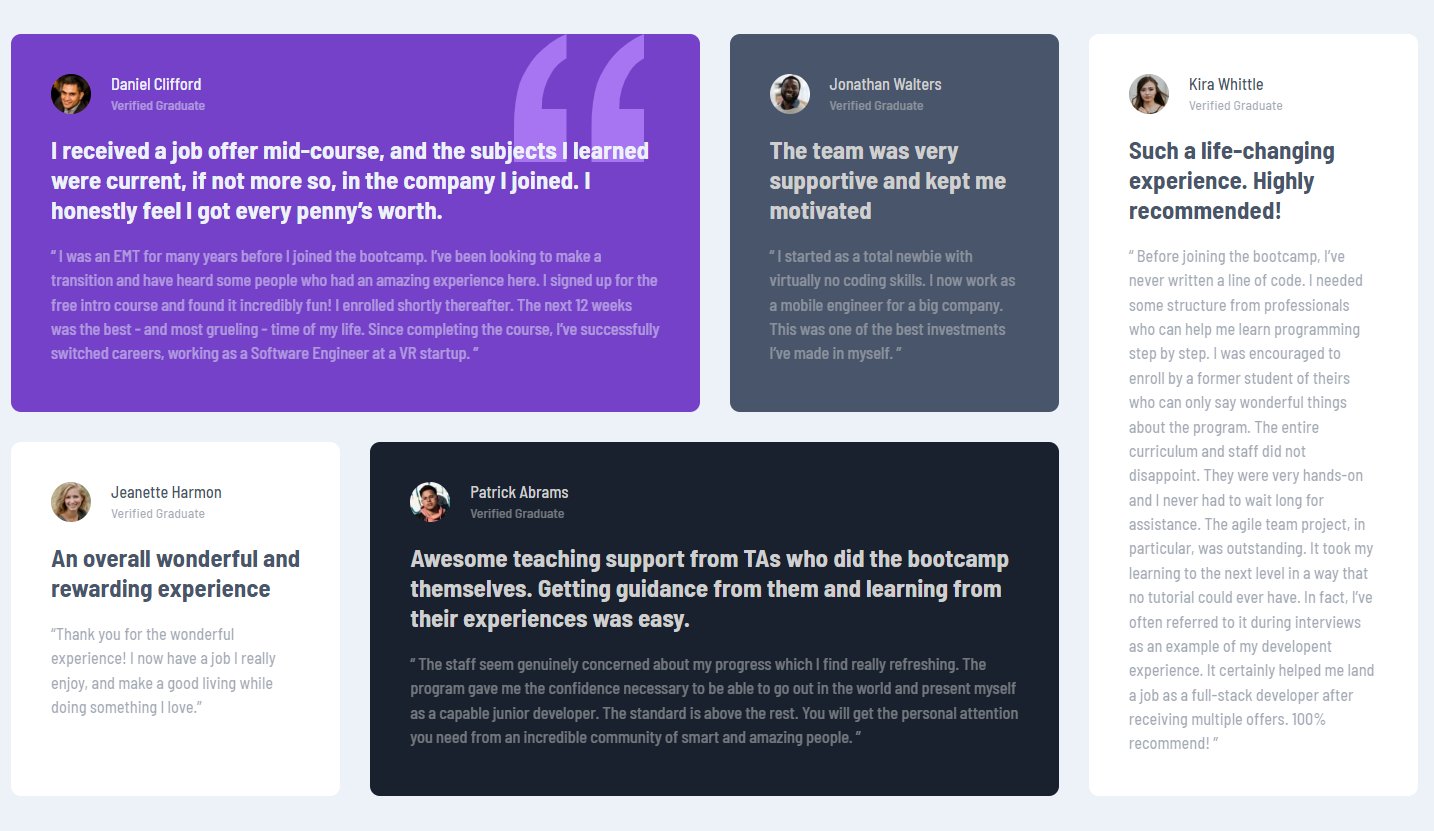 Daniel Clifford
Verified Graduate
I received a job offer mid-course, and the subjects I learned
were current, if not more so, in the company I joined. I
honestly feel I got every penny’s worth.
“ I was an EMT for many years before I joined the bootcamp. I’ve been looking to make a
transition and have heard some people who had an amazing experience here. I signed up for the
free intro course and found it incredibly fun! I enrolled shortly thereafter. The next 12 weeks
was the best - and most grueling - time of my life. Since completing the course, I’ve successfully
switched careers, working as a Software Engineer at a VR startup. ”
Jonathan Walters
Verified Graduate
The team was very
supportive and kept me
motivated
“ I started as a total newbie with
virtually no coding skills. I now work as
a mobile engineer for a big company.
This was one of the best investments
I’ve made in myself. ”
Kira Whittle
Verified Graduate
Such a life-changing
experience. Highly
recommended!
“ Before joining the bootcamp, I’ve
never written a line of code. I needed
some structure from professionals
who can help me learn programming
step by step. I was encouraged to
enroll by a former student of theirs
who can only say wonderful things
about the program. The entire
curriculum and staff did not
disappoint. They were very hands-on
and I never had to wait long for
assistance. The agile team project, in
particular, was outstanding. It took my
learning to the next level in a way that
no tutorial could ever have. In fact, I’ve
often referred to it during interviews
as an example of my developent
experience. It certainly helped me land
a job as a full-stack developer after
receiving multiple offers. 100%
recommend! ”
Jeanette Harmon
Verified Graduate
An overall wonderful and
rewarding experience
“Thank you for the wonderful
experience! I now have a job I really
enjoy, and make a good living while
doing something I love.”
Patrick Abrams
Verified Graduate
Awesome teaching support from TAs who did the bootcamp
themselves. Getting guidance from them and learning from
their experiences was easy.
“ The staff seem genuinely concerned about my progress which I find really refreshing. The
program gave me the confidence necessary to be able to go out in the world and present myself
as a capable junior developer. The standard is above the rest. You will get the personal attention
you need from an incredible community of smart and amazing people. ”